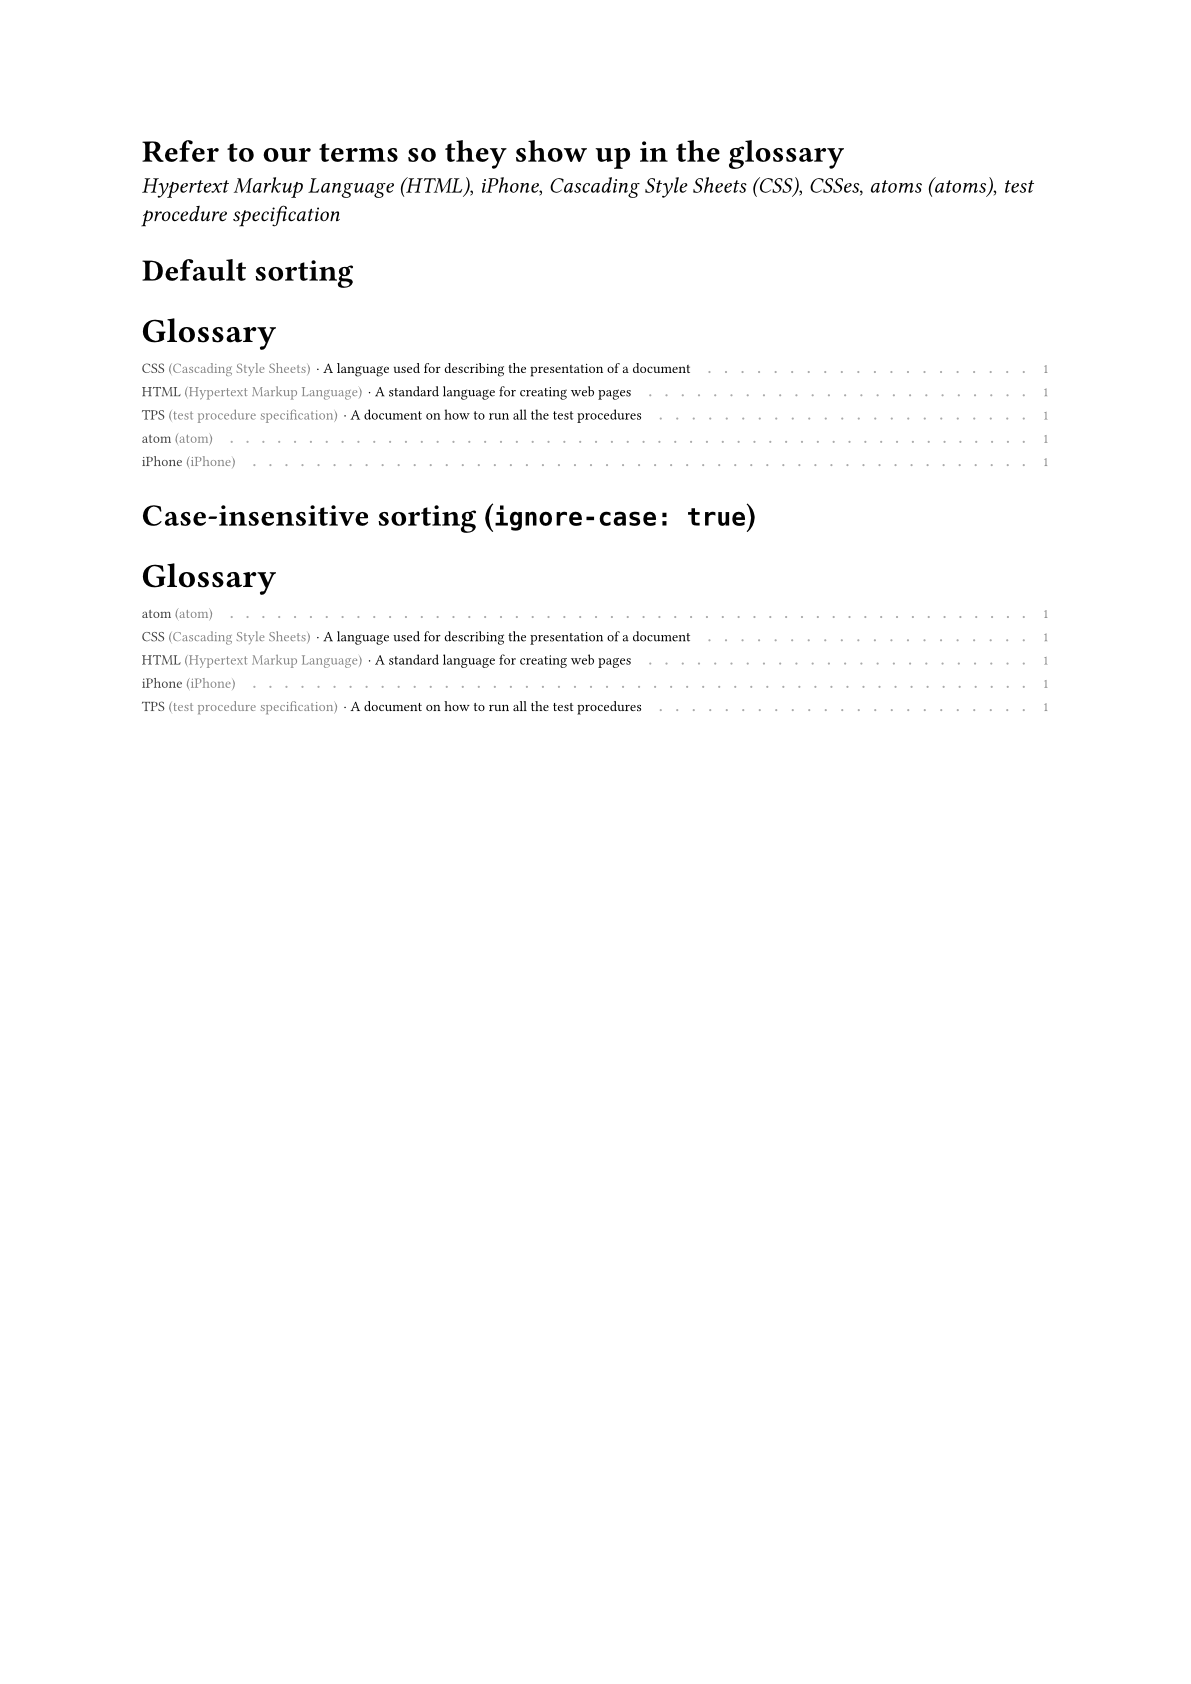 Refer to our terms so they show up in the glossary
Hypertext Markup Language (HTML), iPhone, Cascading Style Sheets (CSS), CSSes, atoms (atoms), test
procedure specification
Default sorting
Glossary
CSS (Cascading Style Sheets) · A language used for describing the presentation of a document . . . . . . . . . . . . . . . . . . . . 1
HTML (Hypertext Markup Language) · A standard language for creating web pages . . . . . . . . . . . . . . . . . . . . . . . . 1
TPS (test procedure specification) · A document on how to run all the test procedures . . . . . . . . . . . . . . . . . . . . . . . 1
atom (atom) . . . . . . . . . . . . . . . . . . . . . . . . . . . . . . . . . . . . . . . . . . . . . . . . . 1
iPhone (iPhone) . . . . . . . . . . . . . . . . . . . . . . . . . . . . . . . . . . . . . . . . . . . . . . . . 1
Case-insensitive sorting (ignore-case: true)
Glossary
atom (atom) . . . . . . . . . . . . . . . . . . . . . . . . . . . . . . . . . . . . . . . . . . . . . . . . . 1
CSS (Cascading Style Sheets) · A language used for describing the presentation of a document . . . . . . . . . . . . . . . . . . . . 1
HTML (Hypertext Markup Language) · A standard language for creating web pages . . . . . . . . . . . . . . . . . . . . . . . . 1
iPhone (iPhone) . . . . . . . . . . . . . . . . . . . . . . . . . . . . . . . . . . . . . . . . . . . . . . . . 1
TPS (test procedure specification) · A document on how to run all the test procedures . . . . . . . . . . . . . . . . . . . . . . . 1